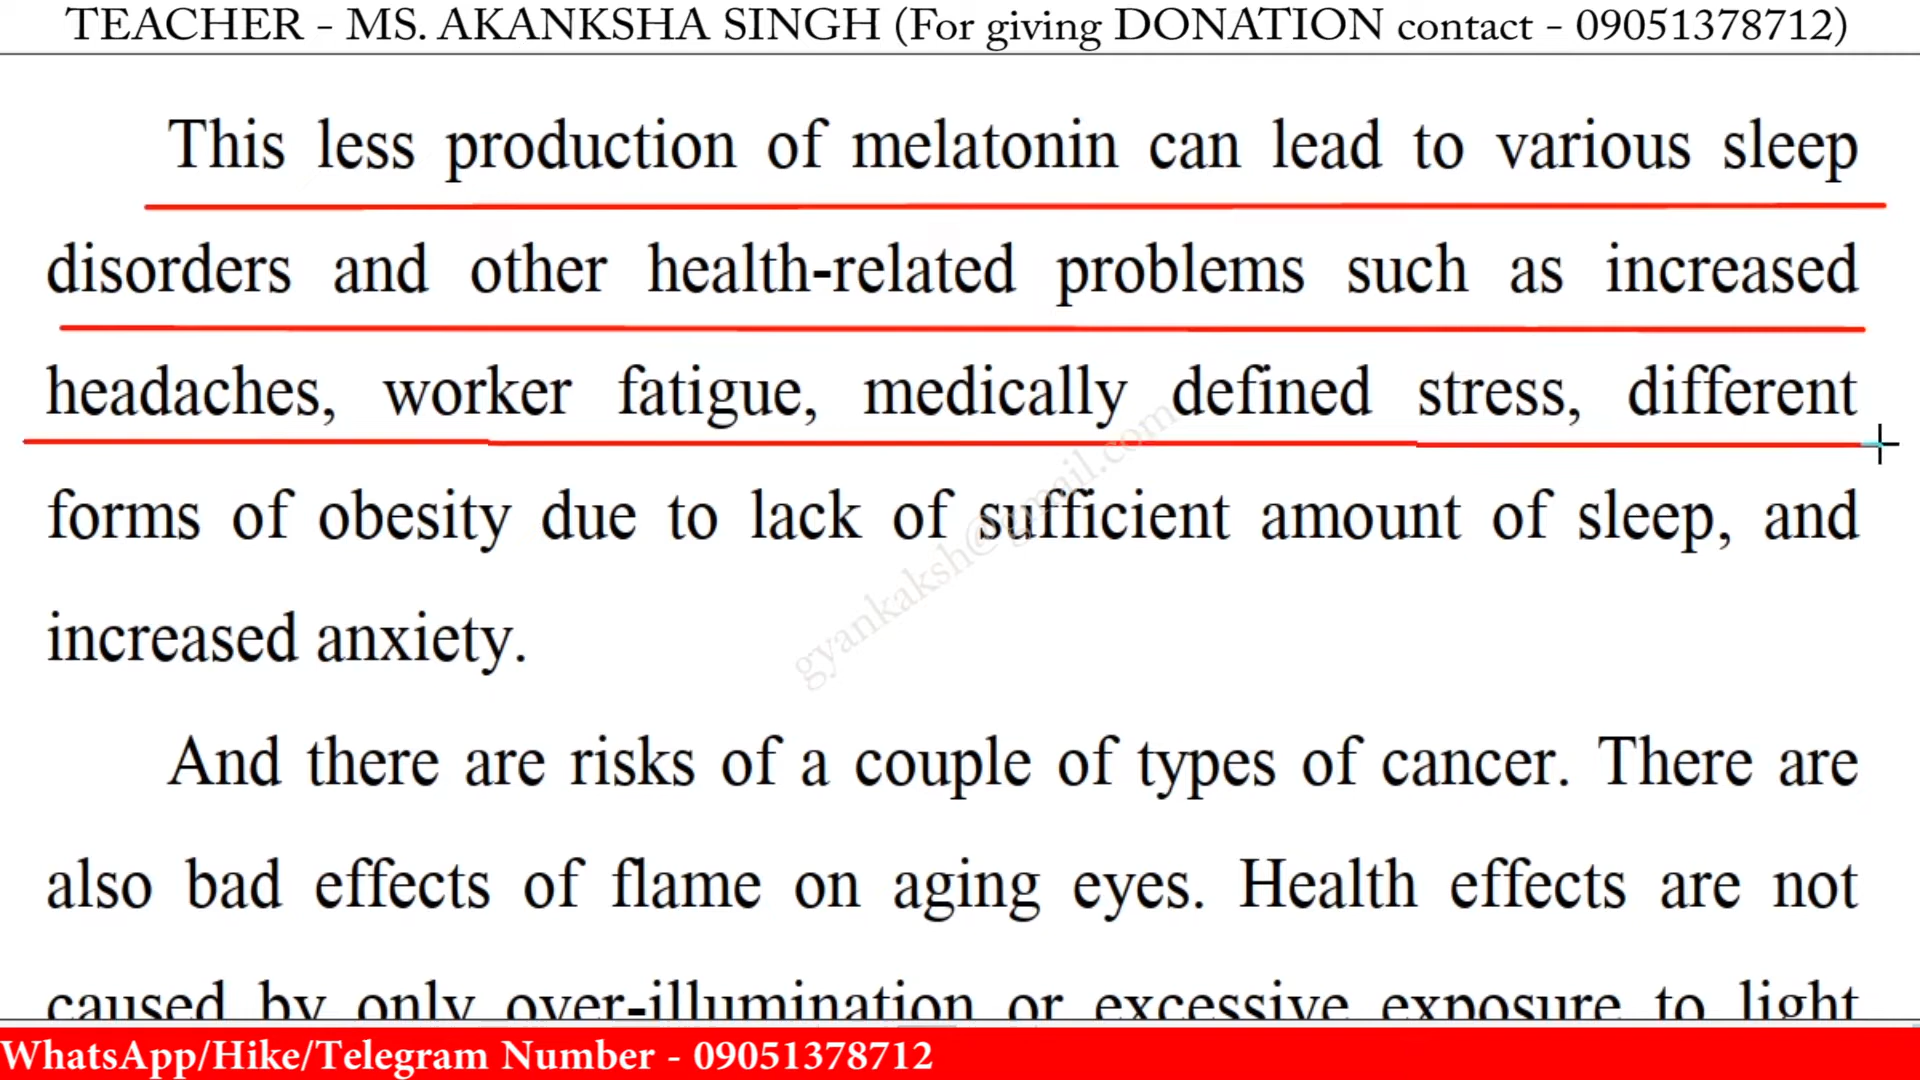 TEACHER - MS. AKANKSHA SINGH (For giving DONATION contact - 09051378712)
This less production of melatonin can lead to various sleep
disorders and other health-related problems such as increased
headaches, worker fatigue, medically defined stress, different
forms of obesity due to lack of sufficient amount of sleep, and
increased anxiety.
gyankaksh@gmail.com
And there are risks of a couple of types of cancer. There are
also bad effects of flame on aging eyes. Health effects are not
caused by only over-illumination or excessive exposure to light
WhatsApp/Hike/Telegram Number - 09051378712